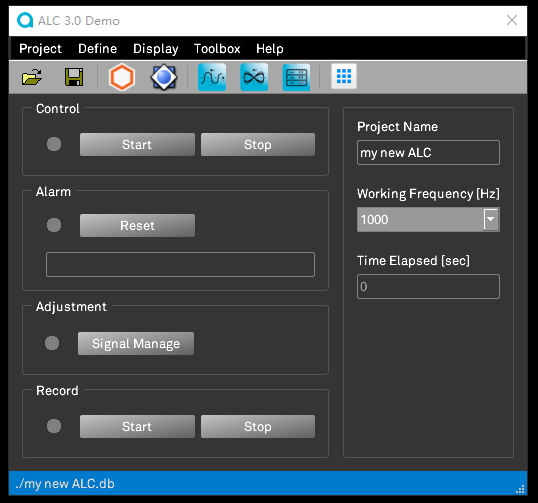 ALC 3.0 Demo
Project Define Display Toolbox Help
Control
Start Stop
Alarm
Reset
Adjustment
Signal Manage
Record
Start Stop
Project Name
my new ALC
Working Frequency [Hz]
1000
Time Elapsed [sec]
0
./my new ALC.db